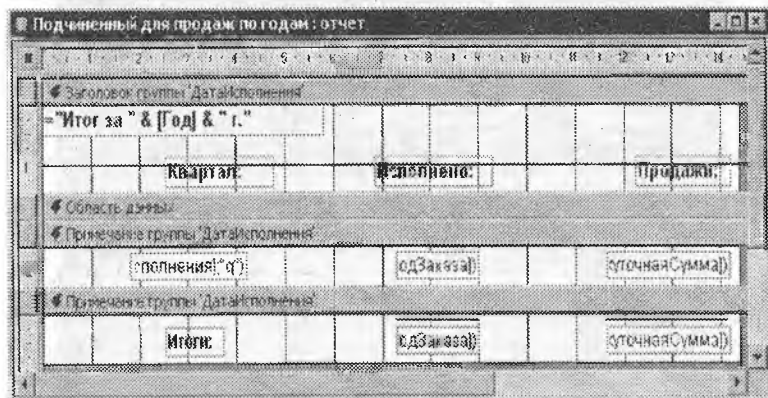 Подчиненный для продаж по годам : отчет
Заголовок группы 'ДатаИсполнения'
="Итог за " & [Год] & " г."
Квартал: Исполнено: Продажи:
Область данных
Примечание группы 'ДатаИсполнения'
полнения];"q") одЗаказа]) уточнаяСумма])
Примечание группы 'ДатаИсполнения'
Итоги: одЗаказа]) уточнаяСумма])